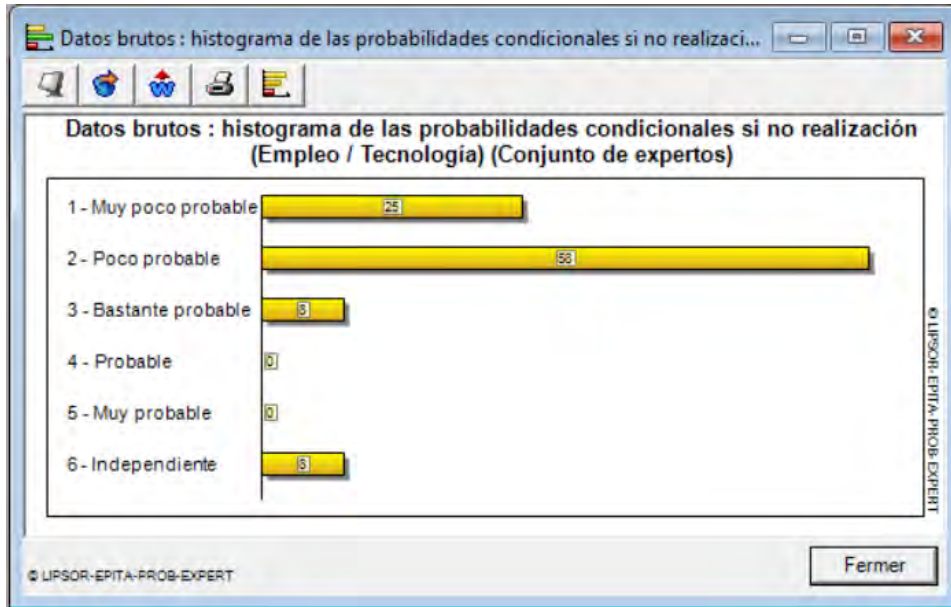 Datos brutos : histograma de las probabilidades condicionales si no realizaci...
Datos brutos : histograma de las probabilidades condicionales si no realización
(Empleo / Tecnología) (Conjunto de expertos)
1 - Muy poco probable 25
2 - Poco probable 58
3 - Bastante probable 8
4 - Probable 0
5 - Muy probable 0
6 - Independiente 8
© LIPSOR-EPITA-PROB-EXPERT
© LIPSOR-EPITA-PROB-EXPERT
Fermer